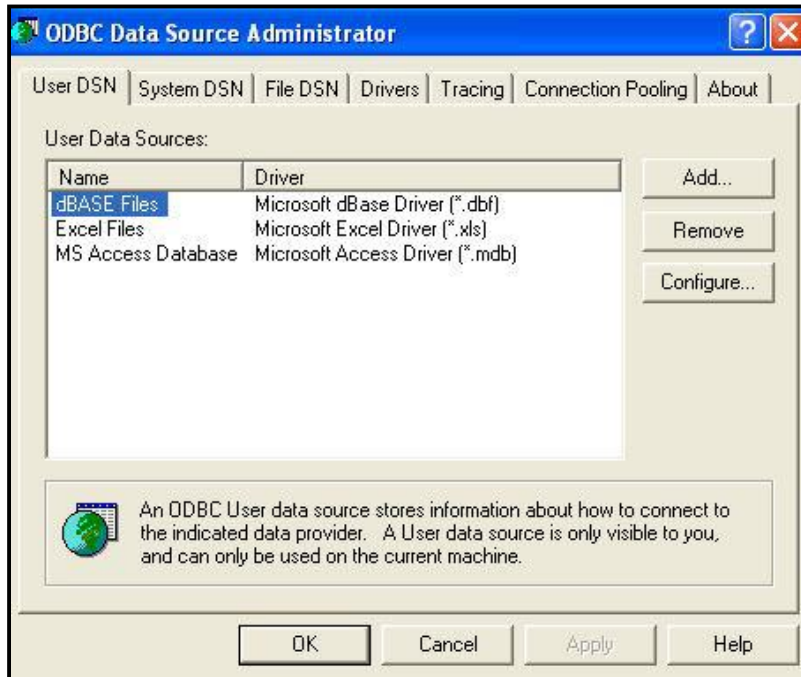 ODBC Data Source Administrator
?
User DSN System DSN File DSN Drivers Tracing Connection Pooling About
User Data Sources:
Name Driver
dBASE Files Microsoft dBase Driver (*.dbf)
Excel Files Microsoft Excel Driver (*.xls)
MS Access Database Microsoft Access Driver (*.mdb)
Add...
Remove
Configure...
An ODBC User data source stores information about how to connect to
the indicated data provider. A User data source is only visible to you,
and can only be used on the current machine.
OK Cancel Apply Help